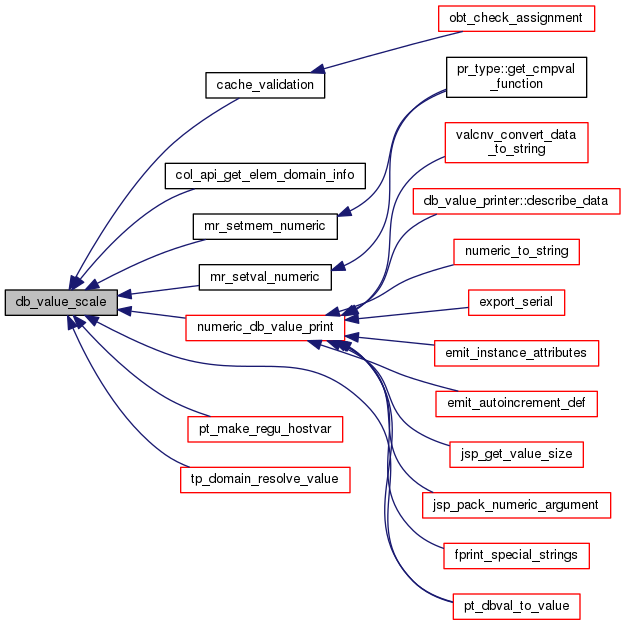 obt_check_assignment
cache_validation
pr_type::get_cmpval
_function
valcnv_convert_data
_to_string
col_api_get_elem_domain_info
db_value_printer::describe_data
mr_setmem_numeric
numeric_to_string
mr_setval_numeric
db_value_scale
export_serial
numeric_db_value_print
emit_instance_attributes
emit_autoincrement_def
pt_make_regu_hostvar
jsp_get_value_size
tp_domain_resolve_value
jsp_pack_numeric_argument
fprint_special_strings
pt_dbval_to_value